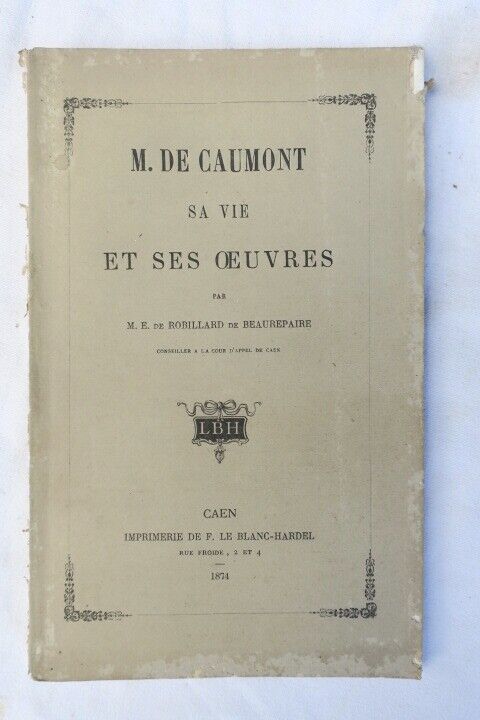 M. DE CAUMONT
SA VIE
ET SES ŒUVRES
PAR
M. E. DE ROBILLARD DE BEAUREPAIRE
CONSEILLER A LA COUR D'APPEL DE CAEN
LBH
CAEN
IMPRIMERIE DE F. LE BLANC-HARDEL
RUE FROIDE, 2 ET 4
1874